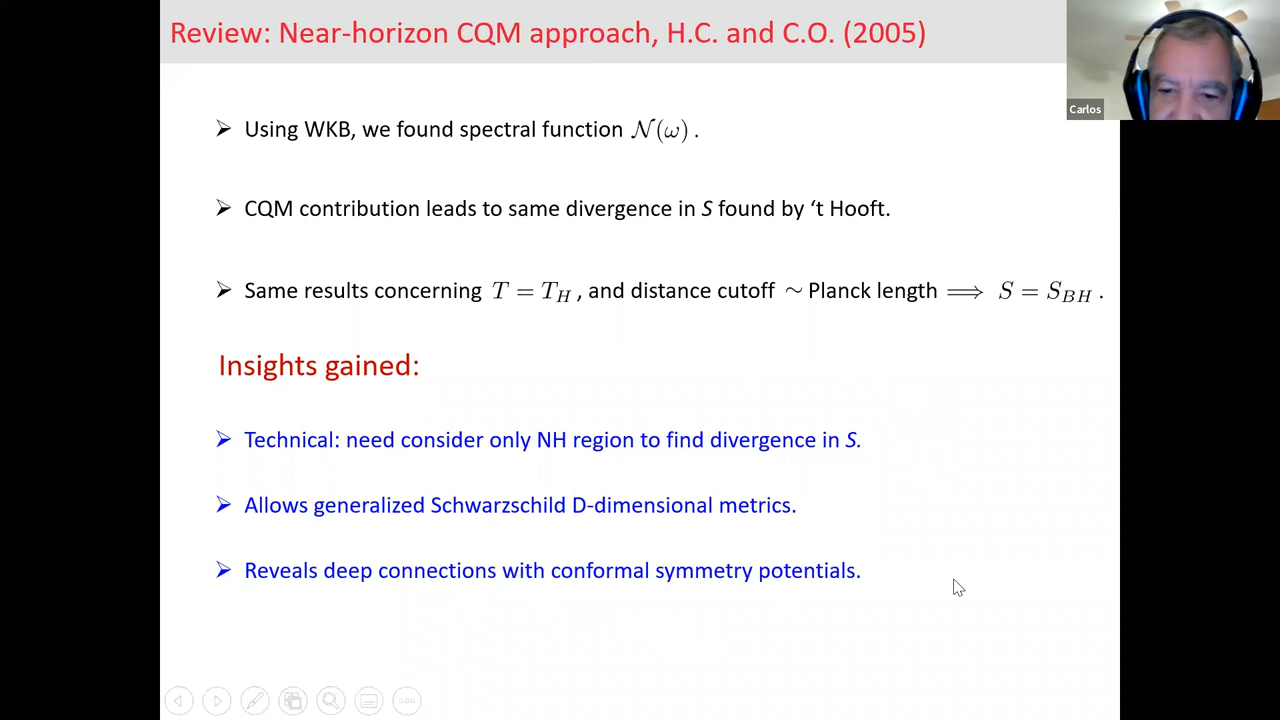 Review: Near-horizon CQM approach, H.C. and C.O. (2005)
Carlos
➢ Using WKB, we found spectral function 𝒩(ω) .
➢ CQM contribution leads to same divergence in S found by ‘t Hooft.
➢ Same results concerning T = T_H , and distance cutoff ∼ Planck length ⟹ S = S_{BH} .
Insights gained:
➢ Technical: need consider only NH region to find divergence in S.
➢ Allows generalized Schwarzschild D-dimensional metrics.
➢ Reveals deep connections with conformal symmetry potentials.